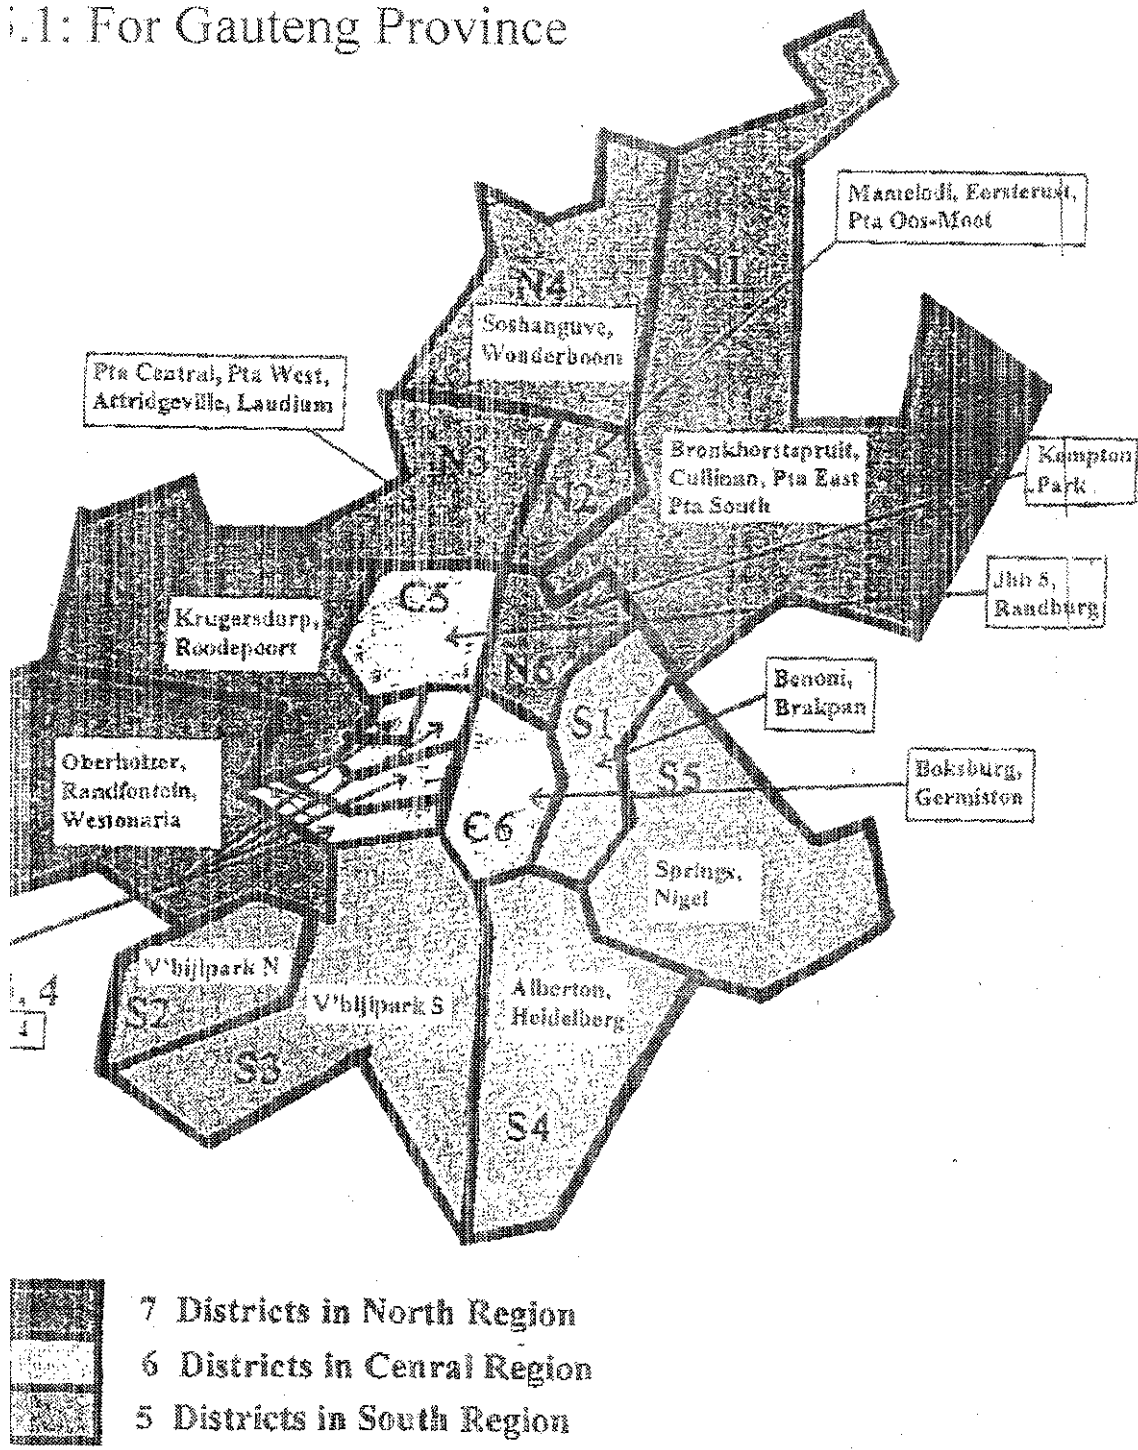 .1: For Gauteng Province
Mamelodi, Eersterust,
Pta Oos-Moot
N1
N4
Soshanguve,
Wonderboom
Pta Central, Pta West,
Attridgeville, Laudium
N3
N2
Bronkhorstspruit,
Cullinan, Pta East
Pta South
Kempton
Park
C5
Jhb 5,
Randburg
Krugersdorp,
Roodepoort
N6
Benoni,
Brakpan
S1
S5
Oberholzer,
Randfontein,
Westonaria
Boksburg,
Germiston
C6
Springs,
Nigel
V'bijlpark N
S2
V'bijlpark S
Alberton,
Heidelberg
, 4
S3
S4
7 Districts in North Region
6 Districts in Cenral Region
5 Districts in South Region